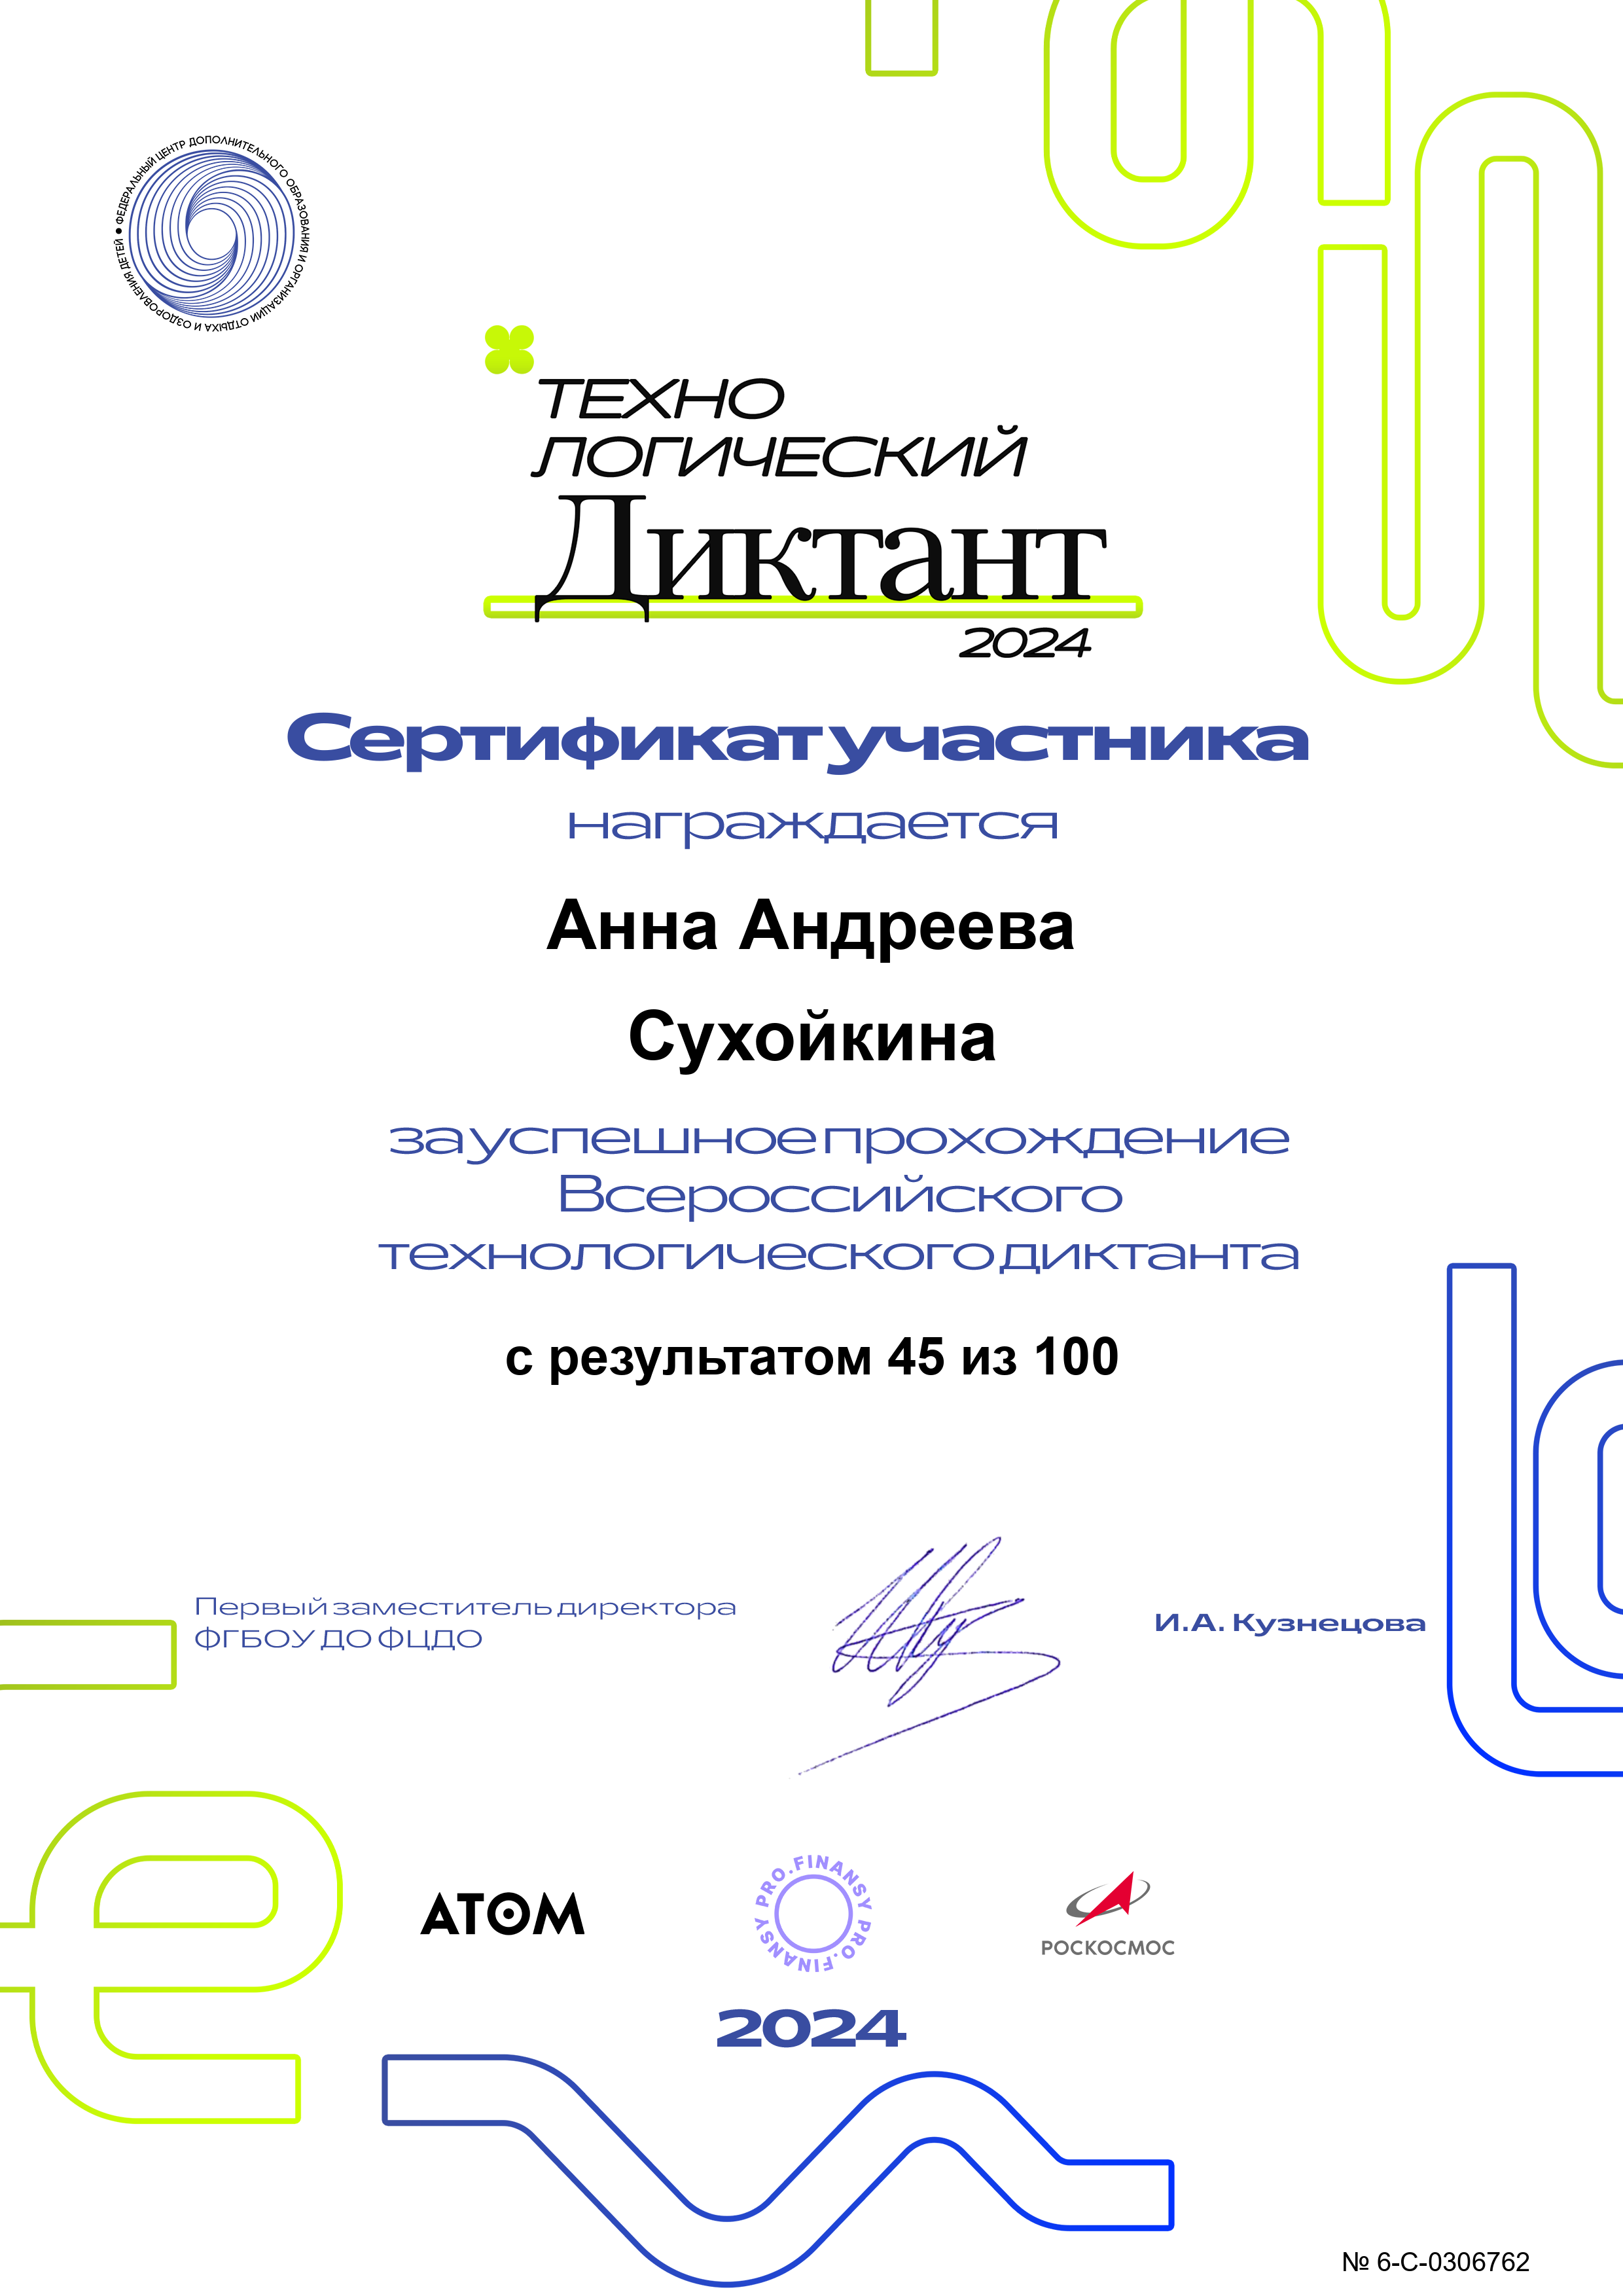 ФЕДЕРАЛЬНЫЙ ЦЕНТР ДОПОЛНИТЕЛЬНОГО ОБРАЗОВАНИЯ И ОРГАНИЗАЦИИ ОТДЫХА И ОЗДОРОВЛЕНИЯ ДЕТЕЙ •
ТЕХНО
ЛОГИЧЕСКИЙ
Диктант
2024
Сертификат участника
награждается
Анна Андреева
Сухойкина
за успешное прохождение
Всероссийского
технологического диктанта
с результатом 45 из 100
Первый заместитель директора
ФГБОУ ДО ФЦДО
И.А. Кузнецова
АТОМ
PRO.FINANSY PRO.FINANSY
РОСКОСМОС
2024
№ 6-С-0306762